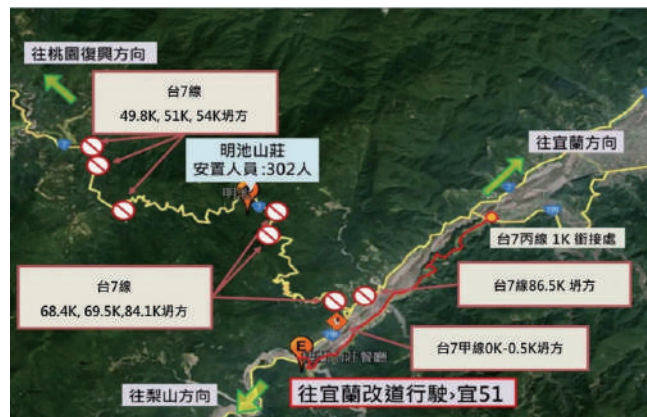 往桃園復興方向
台7線
49.8K, 51K, 54K坍方
明池山莊
安置人員:302人
往宜蘭方向
台7丙線 1K 銜接處
台7線
68.4K, 69.5K,84.1K坍方
台7線86.5K 坍方
台7甲線0K-0.5K坍方
E
往梨山方向
往宜蘭改道行駛>宜51